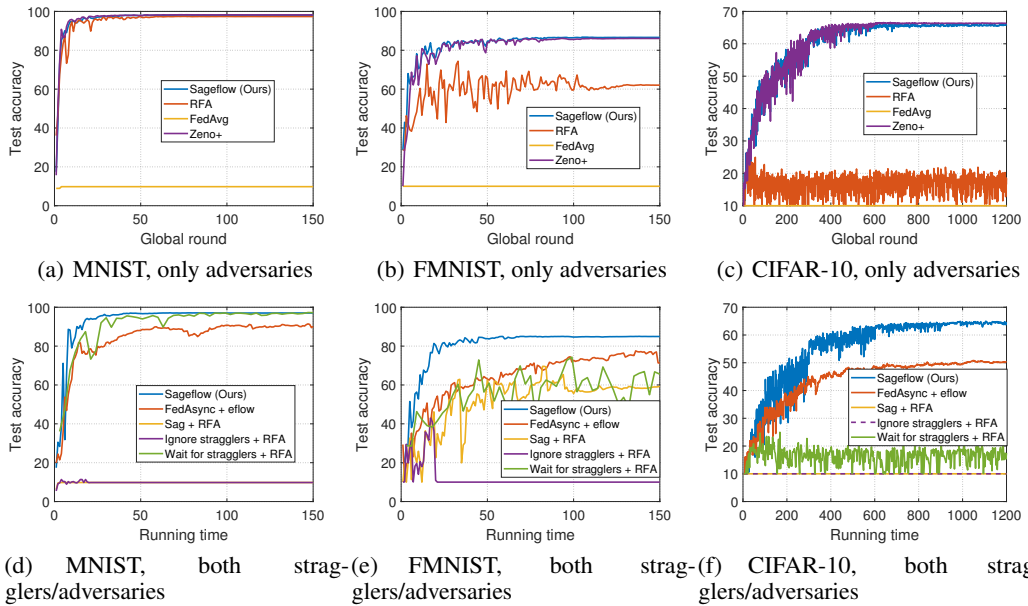 100
80
60
40
20
0
Test accuracy
Sageflow (Ours)
RFA
FedAvg
Zeno+
0 50 100 150
Global round
(a) MNIST, only adversaries
100
80
60
40
20
0
Test accuracy
Sageflow (Ours)
RFA
FedAvg
Zeno+
0 50 100 150
Global round
(b) FMNIST, only adversaries
70
60
50
40
30
20
10
Test accuracy
Sageflow (Ours)
RFA
FedAvg
Zeno+
0 200 400 600 800 1000 1200
Global round
(c) CIFAR-10, only adversaries
100
80
60
40
20
0
Test accuracy
Sageflow (Ours)
FedAsync + eflow
Sag + RFA
Ignore stragglers + RFA
Wait for stragglers + RFA
0 50 100 150
Running time
(d) MNIST, both strag-
glers/adversaries
100
80
60
40
20
0
Test accuracy
Sageflow (Ours)
FedAsync + eflow
Sag + RFA
Ignore stragglers + RFA
Wait for stragglers + RFA
0 50 100 150
Running time
(e) FMNIST, both strag-
glers/adversaries
70
60
50
40
30
20
10
0
Test accuracy
Sageflow (Ours)
FedAsync + eflow
Sag + RFA
Ignore stragglers + RFA
Wait for stragglers + RFA
0 200 400 600 800 1000 1200
Running time
(f) CIFAR-10, both strag
glers/adversaries